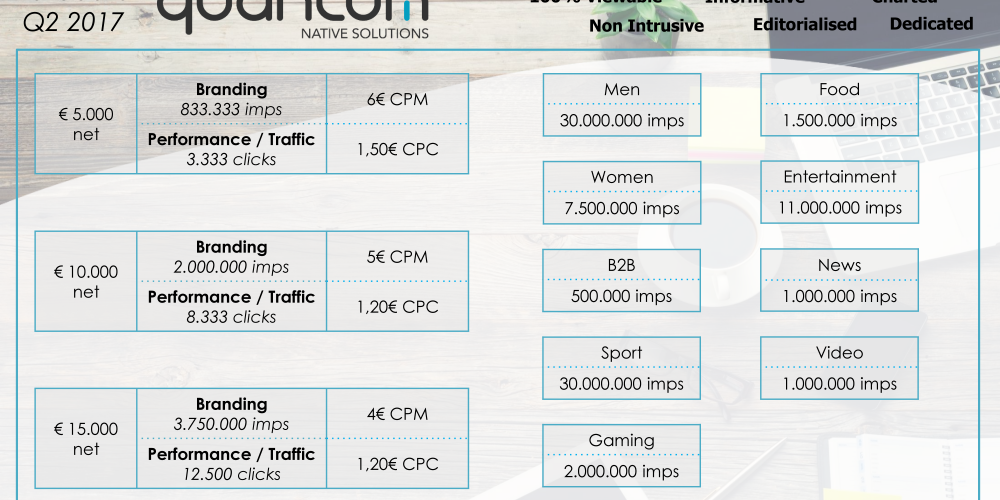 Q2 2017
quantum
NATIVE SOLUTIONS
100% Viewable
Informative
Charted
Non Intrusive
Editorialised
Dedicated
€ 5.000
net
Branding
833.333 imps
6€ CPM
Performance / Traffic
3.333 clicks
1,50€ CPC
€ 10.000
net
Branding
2.000.000 imps
5€ CPM
Performance / Traffic
8.333 clicks
1,20€ CPC
€ 15.000
net
Branding
3.750.000 imps
4€ CPM
Performance / Traffic
12.500 clicks
1,20€ CPC
Men
30.000.000 imps
Food
1.500.000 imps
Women
7.500.000 imps
Entertainment
11.000.000 imps
B2B
500.000 imps
News
1.000.000 imps
Sport
30.000.000 imps
Video
1.000.000 imps
Gaming
2.000.000 imps